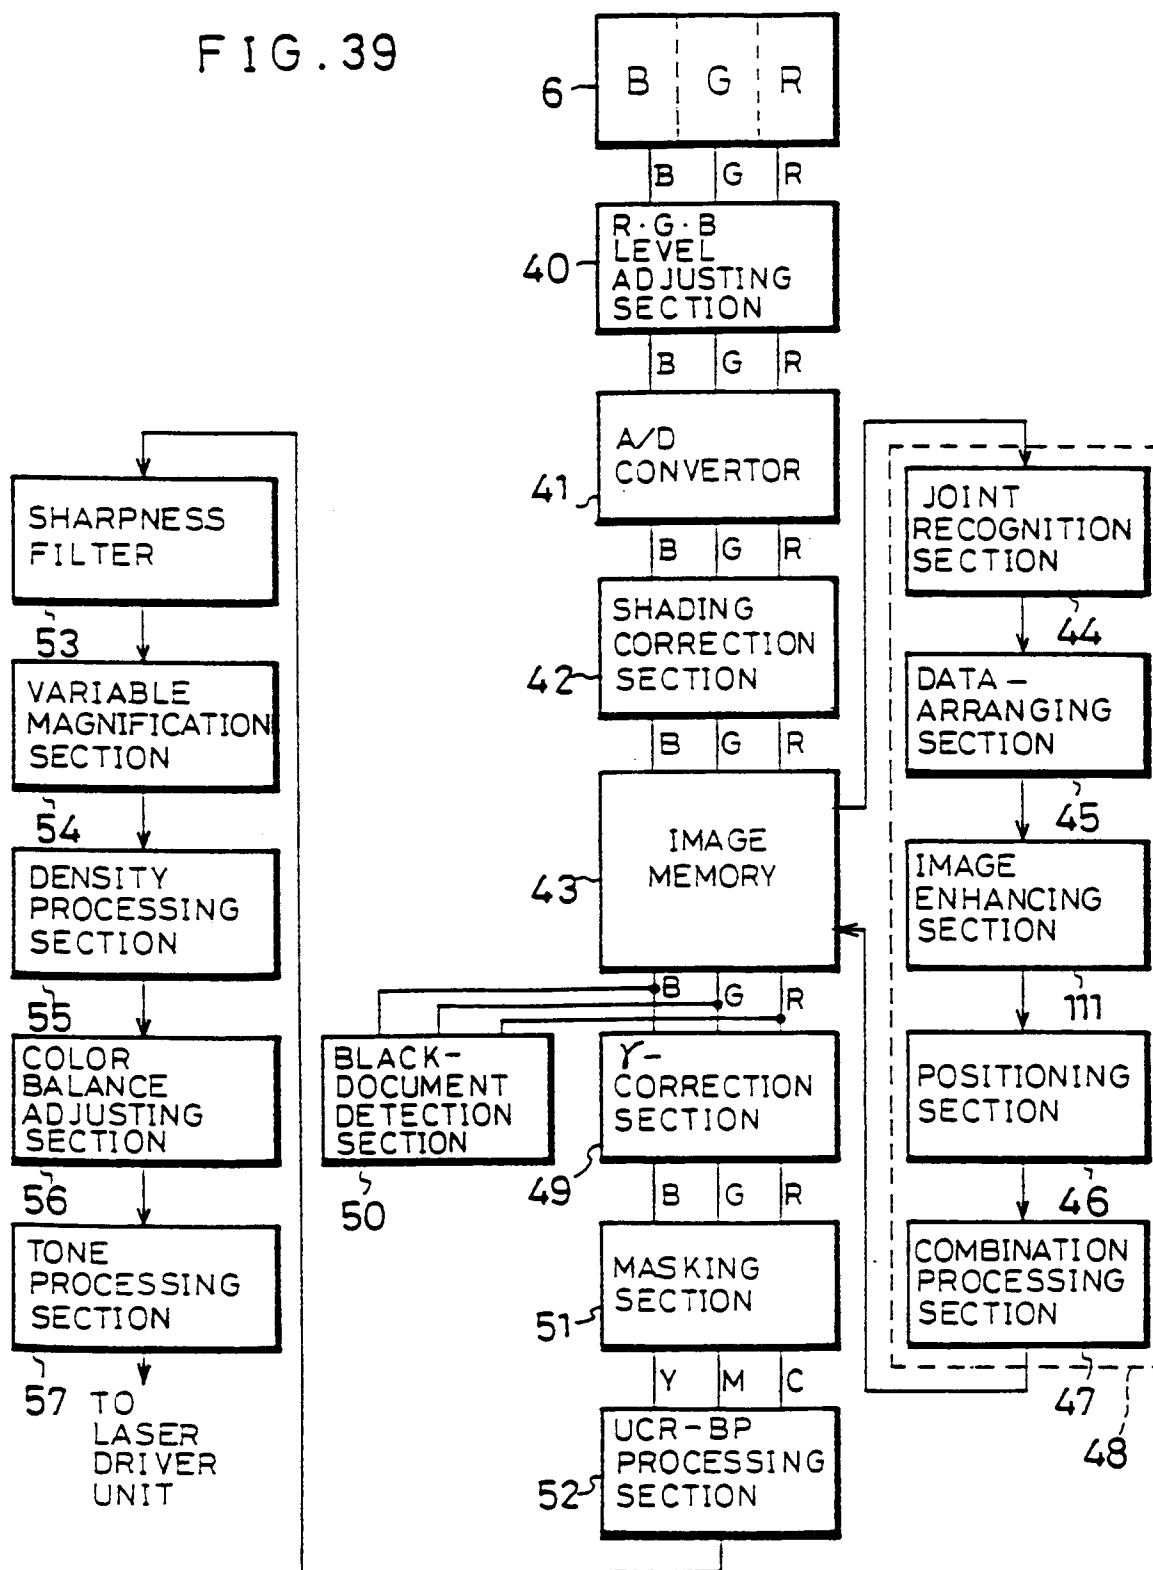 FIG.39
B G R
6
B G R
R·G·B
LEVEL
ADJUSTING
SECTION
40
B G R
A/D
CONVERTOR
41
B G R
SHADING
CORRECTION
SECTION
42
B G R
IMAGE
MEMORY
43
B G R
BLACK-
DOCUMENT
DETECTION
SECTION
50
γ-
CORRECTION
SECTION
49
B G R
MASKING
SECTION
51
Y M C
UCR-BP
PROCESSING
SECTION
52
JOINT
RECOGNITION
SECTION
44
DATA-
ARRANGING
SECTION
45
IMAGE
ENHANCING
SECTION
111
POSITIONING
SECTION
46
COMBINATION
PROCESSING
SECTION
47
48
SHARPNESS
FILTER
53
VARIABLE
MAGNIFICATION
SECTION
54
DENSITY
PROCESSING
SECTION
55
COLOR
BALANCE
ADJUSTING
SECTION
56
TONE
PROCESSING
SECTION
57
TO
LASER
DRIVER
UNIT